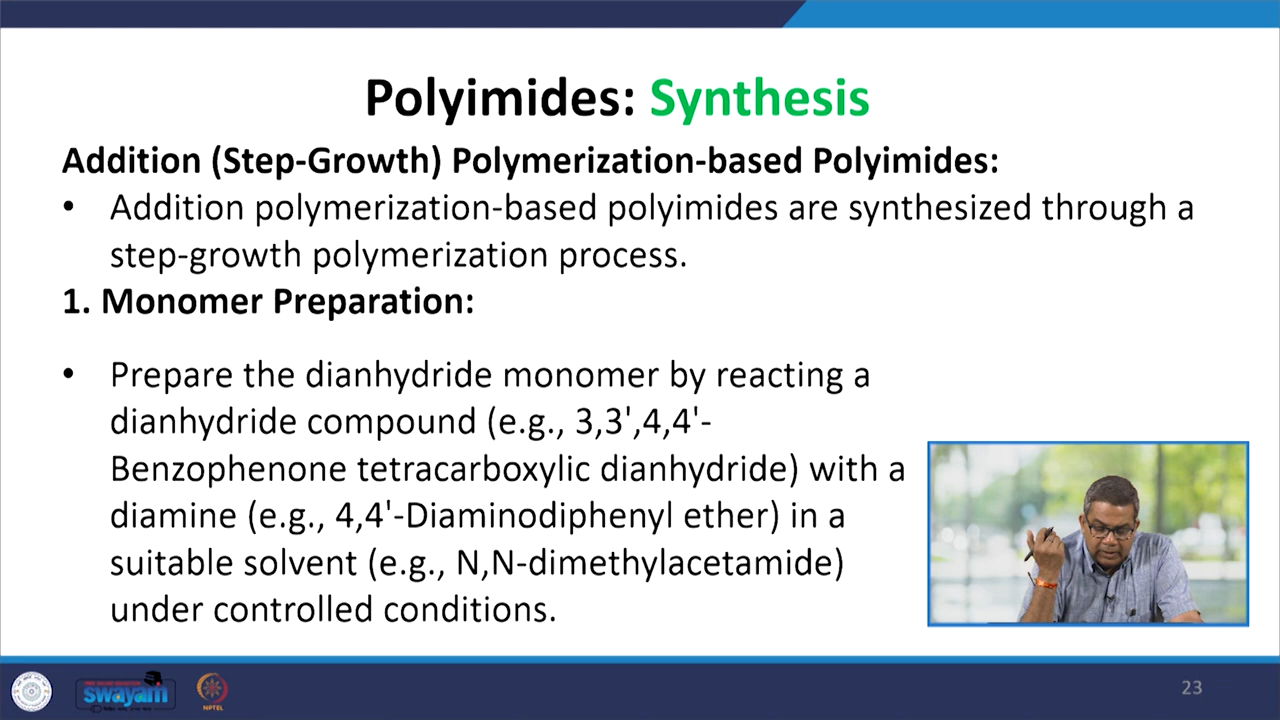 Polyimides: Synthesis
Addition (Step-Growth) Polymerization-based Polyimides:
• Addition polymerization-based polyimides are synthesized through a
step-growth polymerization process.
1. Monomer Preparation:
• Prepare the dianhydride monomer by reacting a
dianhydride compound (e.g., 3,3',4,4'-
Benzophenone tetracarboxylic dianhydride) with a
diamine (e.g., 4,4'-Diaminodiphenyl ether) in a
suitable solvent (e.g., N,N-dimethylacetamide)
under controlled conditions.
swayam
NPTEL
23